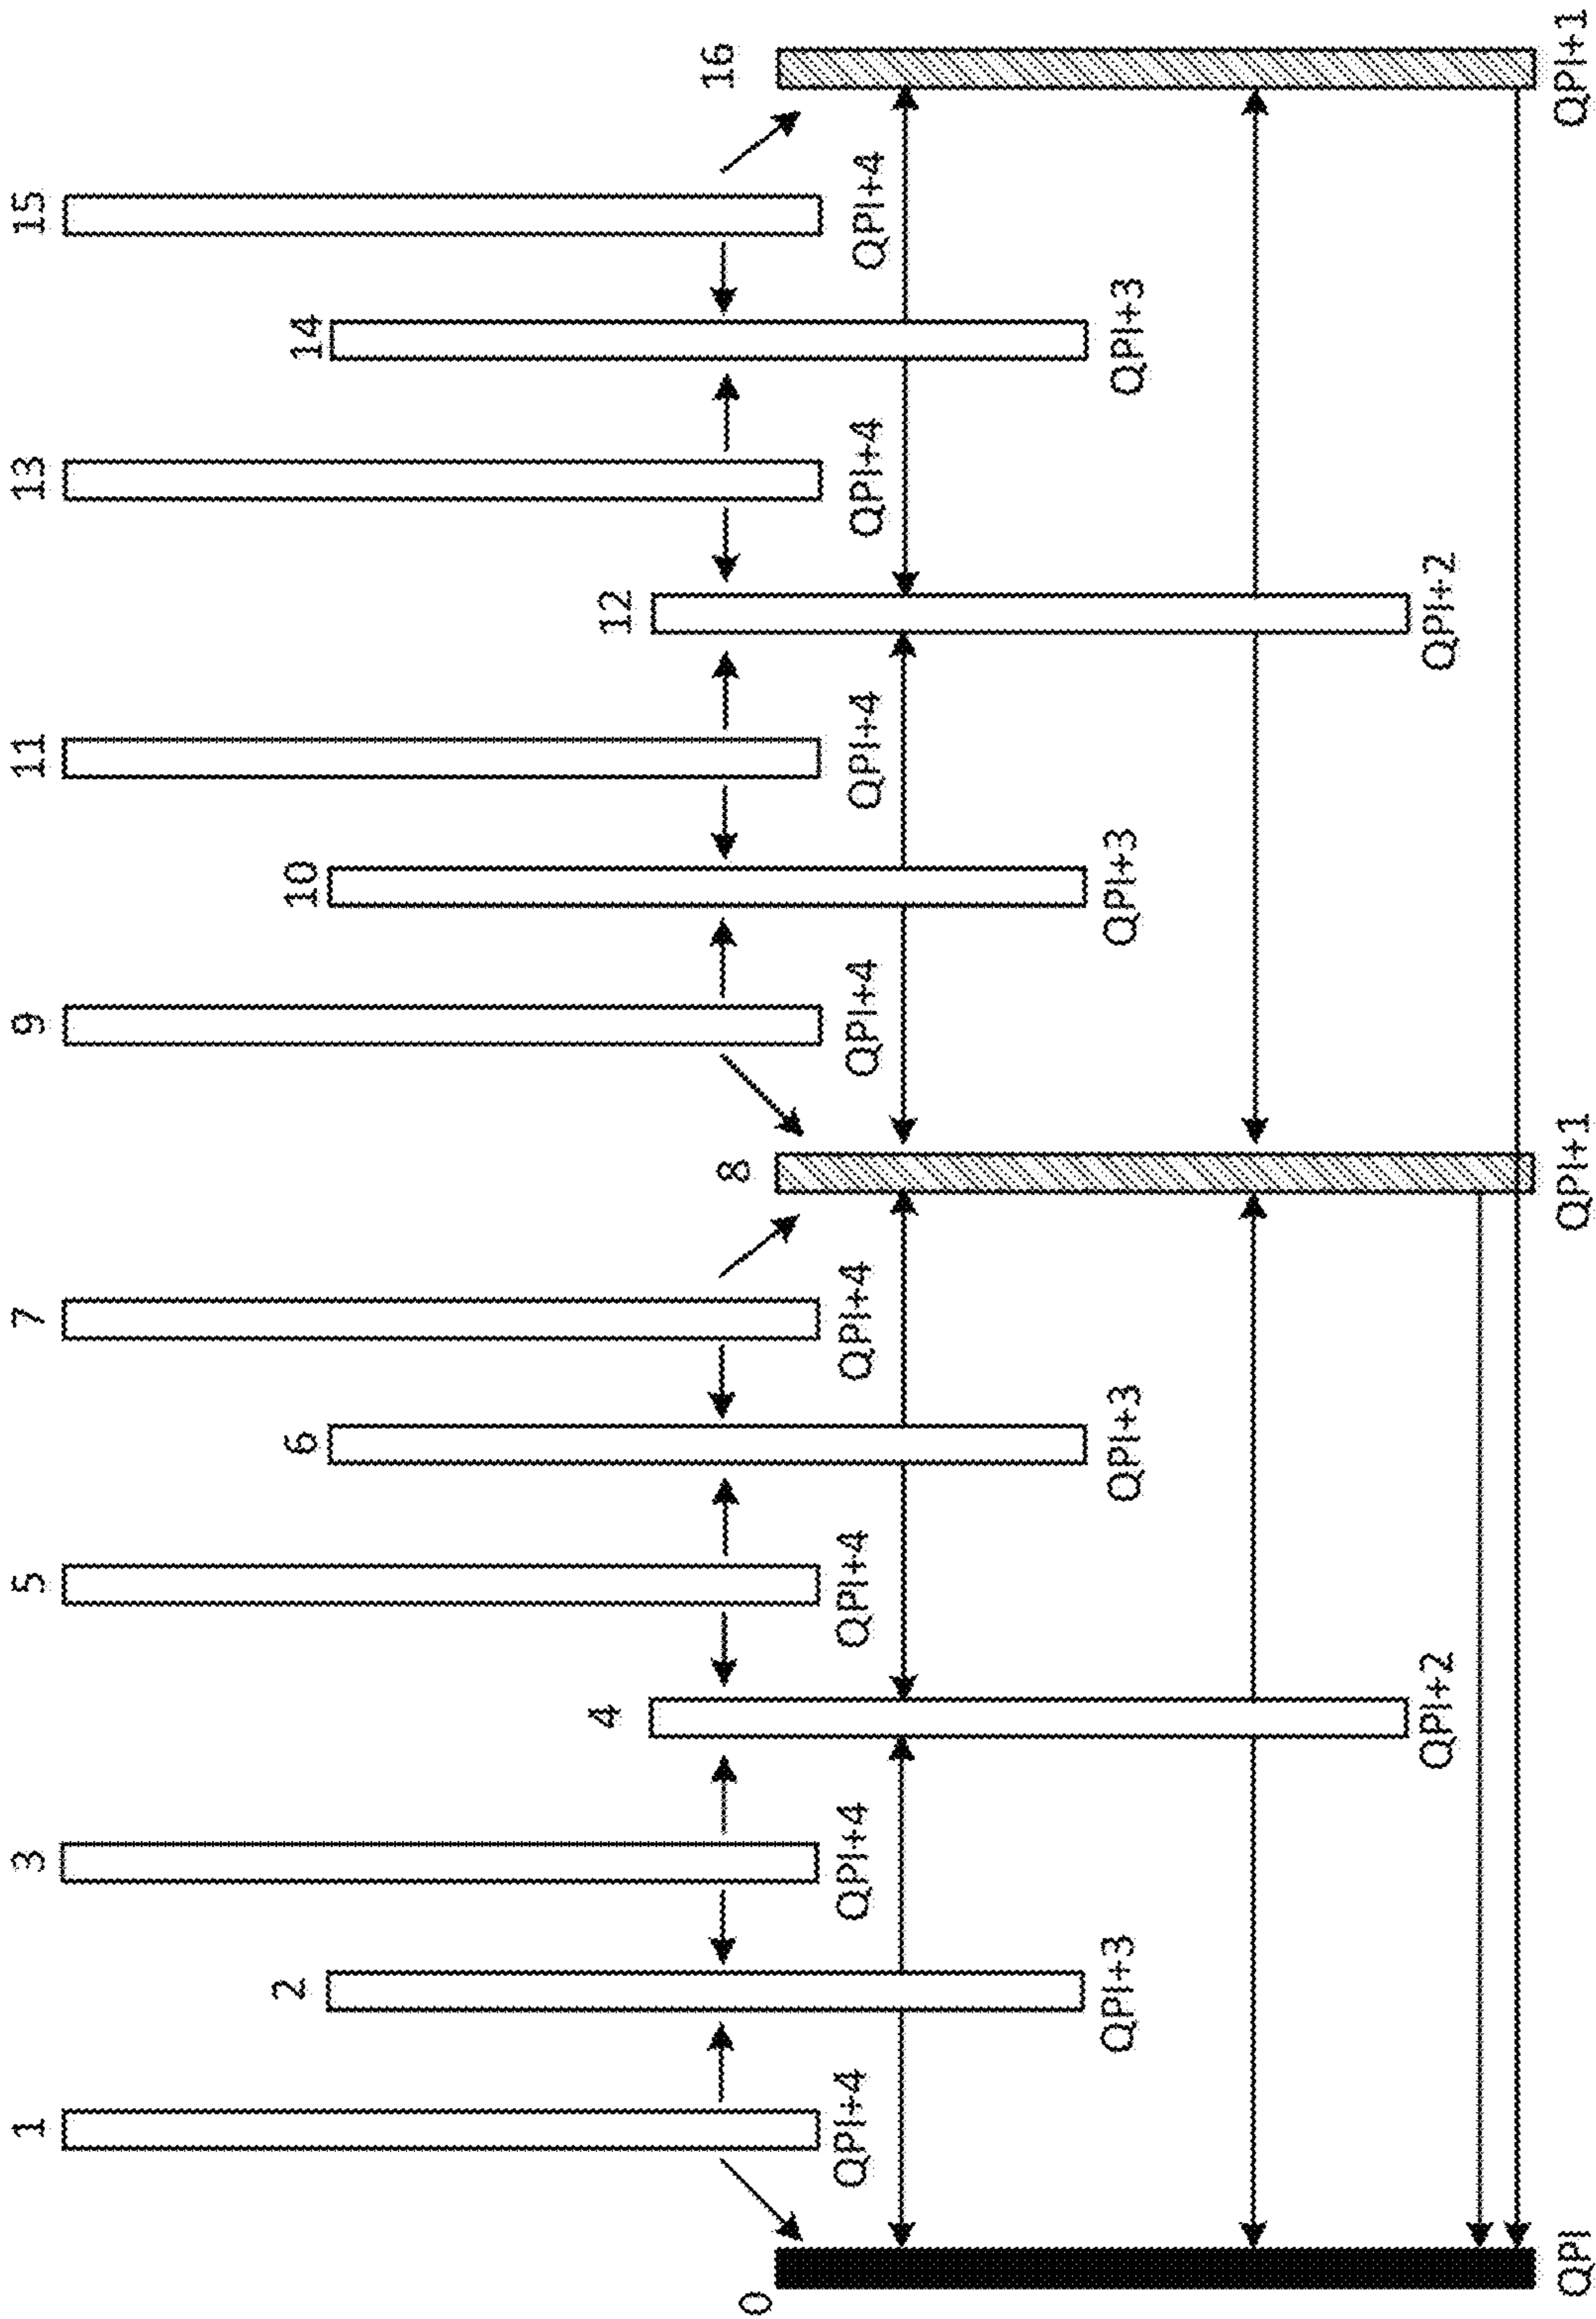 1 3 5 7 9 11 13 15
2 6 10 14
4 12
0 8 16
QPI+4 QPI+4 QPI+4 QPI+4 QPI+4 QPI+4 QPI+4 QPI+4
QPI+3 QPI+3 QPI+3 QPI+3
QPI+2 QPI+2
QPI QPI+1 QPI+1